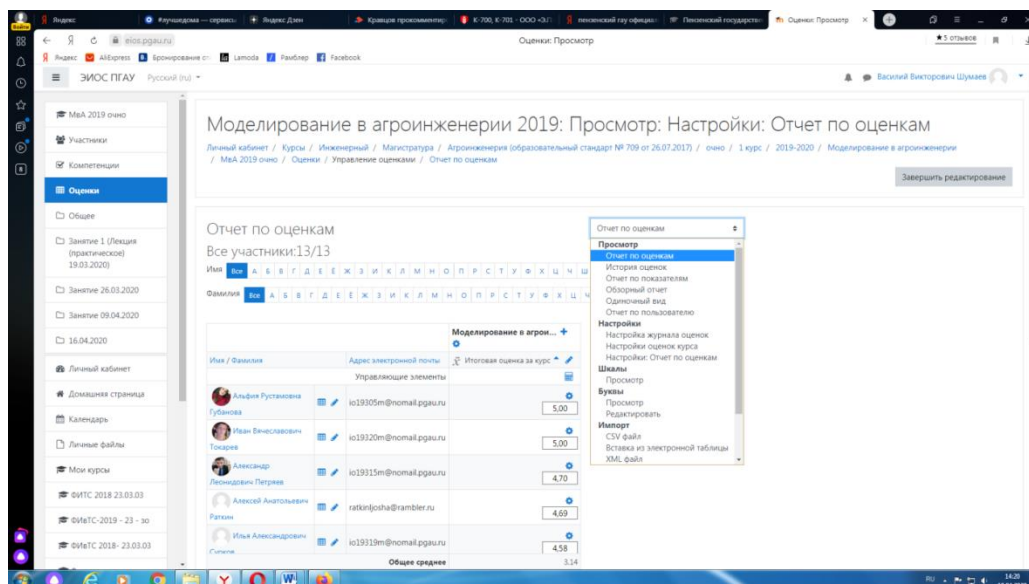 Яндекс
#лучшедома — сервисы
Яндекс Дзен
Кравцов прокомментир
К-700, К-701 - ООО «ЗЛ
пензенский гау официал
Пензенский государств
Оценки: Просмотр
eios.pgau.ru
Оценки: Просмотр
★5 отзывов
Яндекс
AliExpress
Бронирование от
Lamoda
Рамблер
Facebook
ЭИОС ПГАУ
Русский (ru)
Василий Викторович Шумаев
МвА 2019 очно
Участники
Компетенции
Оценки
Общее
Занятие 1 (Лекция
(практическое)
19.03.2020)
Занятие 26.03.2020
Занятие 09.04.2020
16.04.2020
Личный кабинет
Домашняя страница
Календарь
Личные файлы
Мои курсы
ФИТС 2018 23.03.03
ФИвТС-2019 - 23 - зо
ФИвТС 2018- 23.03.03
Моделирование в агроинженерии 2019: Просмотр: Настройки: Отчет по оценкам
Личный кабинет / Курсы / Инженерный / Магистратура / Агроинженерия (образовательный стандарт № 709 от 26.07.2017) / очно / 1 курс / 2019-2020 / Моделирование в агроинженерии
/ МвА 2019 очно / Оценки / Управление оценками / Отчет по оценкам
Завершить редактирование
Отчет по оценкам
Все участники:13/13
Имя Все А Б В Г Д Е Ё Ж З И К Л М Н О П Р С Т У Ф Х Ц Ч Ш
Фамилия Все А Б В Г Д Е Ё Ж З И К Л М Н О П Р С Т У Ф Х Ц Ч
Моделирование в агрои...
Имя / Фамилия
Адрес электронной почты
Итоговая оценка за курс
Управляющие элементы
Альфия Рустамовна
Губанова
io19305m@nomail.pgau.ru
5,00
Иван Вячеславович
Токарев
io19320m@nomail.pgau.ru
5,00
Александр
Леонидович Петряев
io19315m@nomail.pgau.ru
4,70
Алексей Анатольевич
Раткин
ratkinljosha@rambler.ru
4,69
Илья Александрович
io19319m@nomail.pgau.ru
4,58
Общее среднее
3,14
Отчет по оценкам
Просмотр
Отчет по оценкам
История оценок
Отчет по показателям
Обзорный отчет
Одиночный вид
Отчет по пользователю
Настройки
Настройка журнала оценок
Настройки оценок курса
Настройки: Отчет по оценкам
Шкалы
Просмотр
Буквы
Просмотр
Редактировать
Импорт
CSV файл
Вставка из электронной таблицы
XML файл
RU
14:20